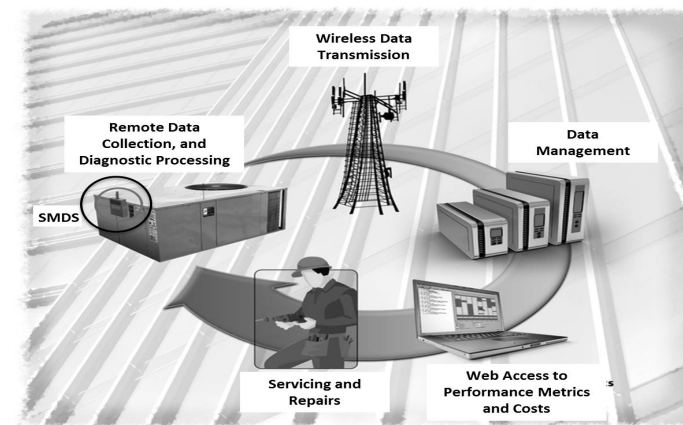 Wireless Data
Transmission
Remote Data
Collection, and
Diagnostic Processing
Data
Management
SMDS
Servicing and
Repairs
Web Access to
Performance Metrics
and Costs